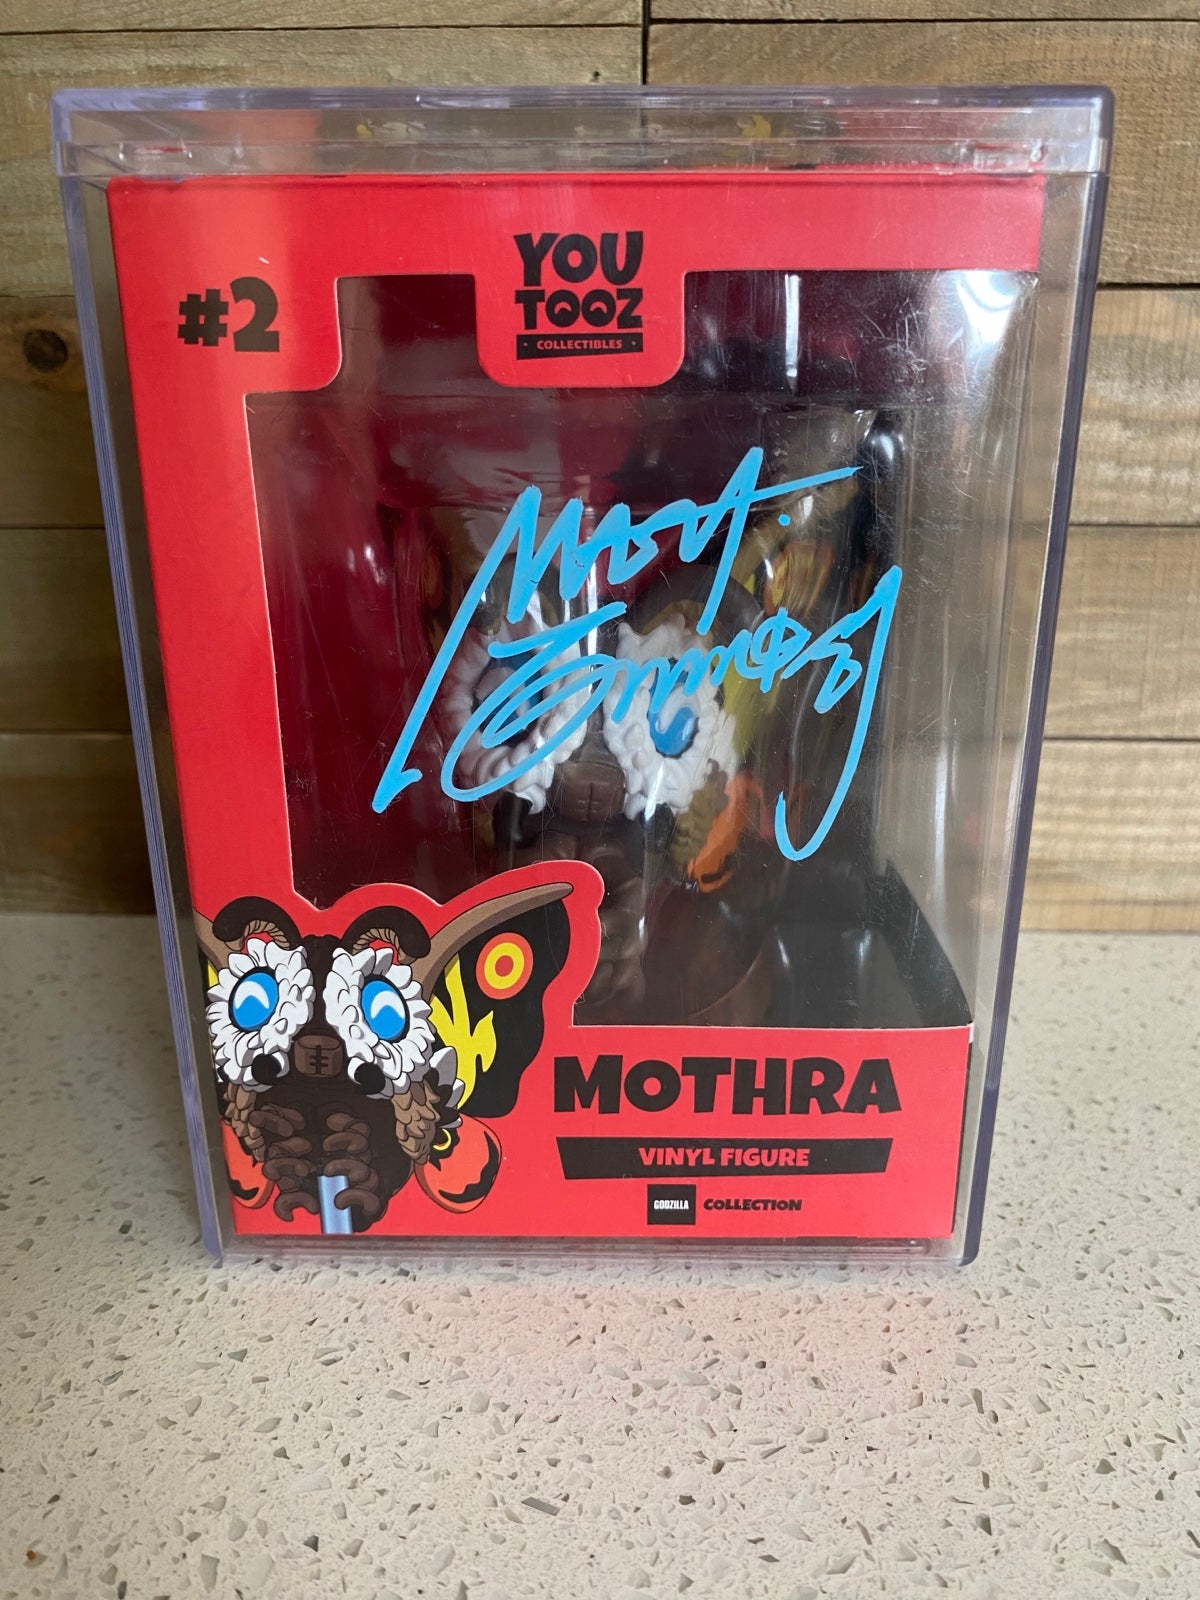 #2
YOU
TOOZ
COLLECTIBLES
MOTHRA
VINYL FIGURE
GODZILLA COLLECTION